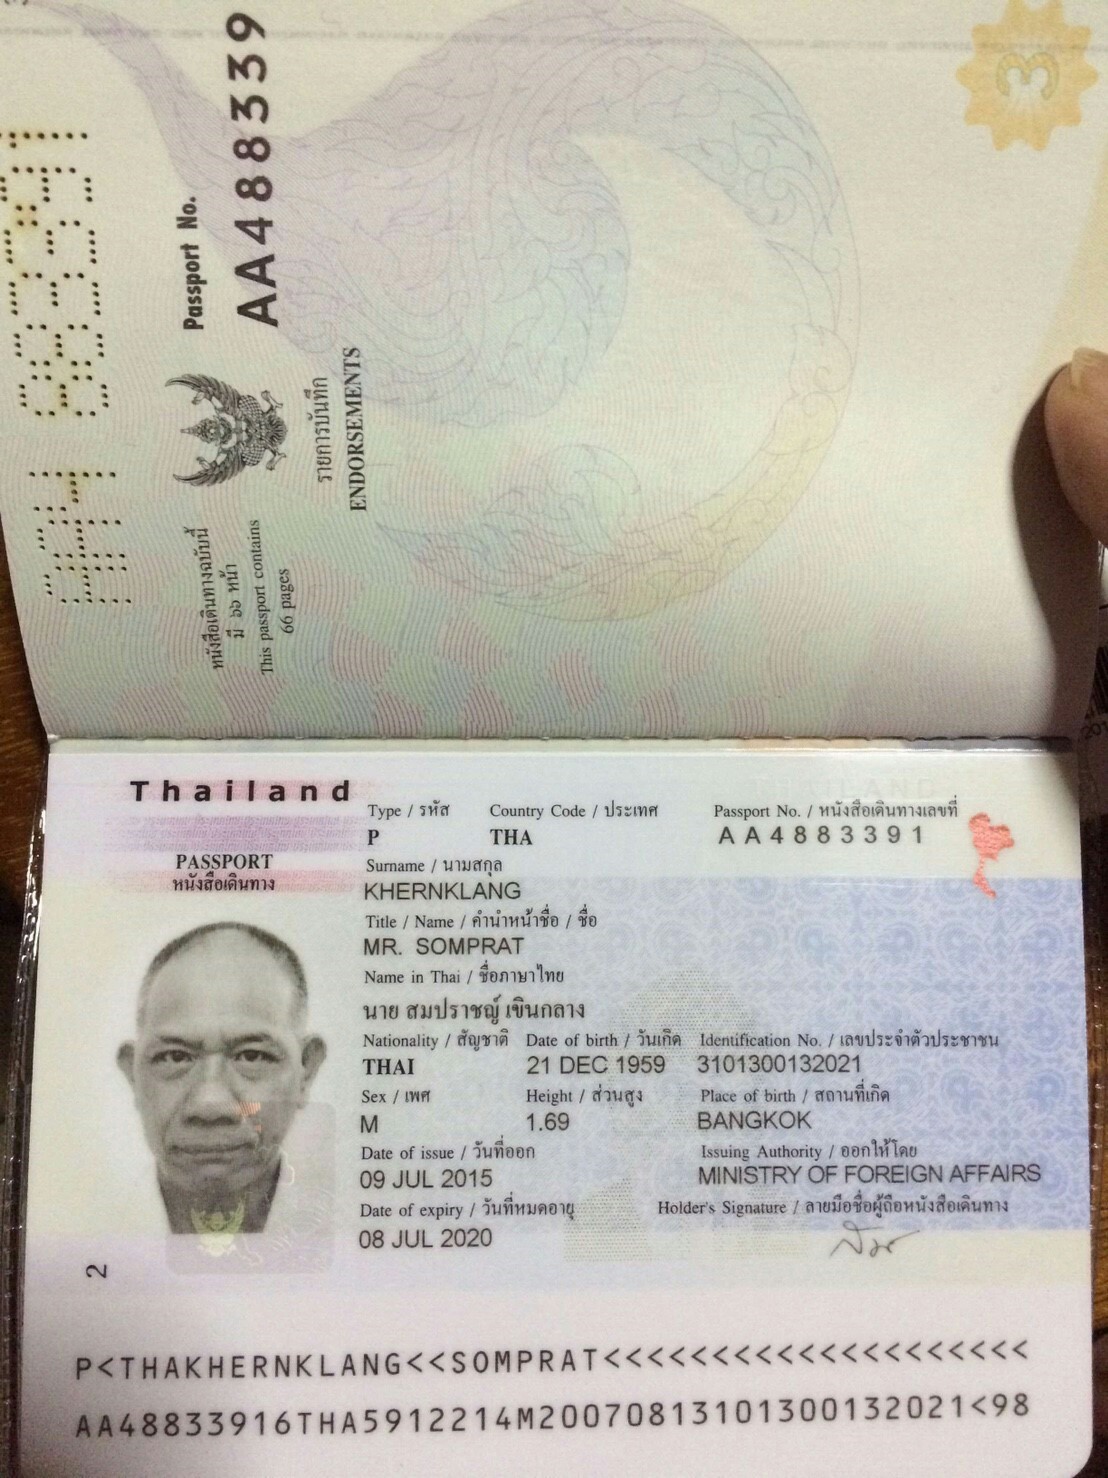 AA4883391
Passport No.
AA4883391
รายการบันทึก
ENDORSEMENTS
หนังสือเดินทางฉบับนี้
มี ๖๖ หน้า
This passport contains
66 pages
3
Thailand
PASSPORT
หนังสือเดินทาง
Type / รหัส Country Code / ประเทศ Passport No. / หนังสือเดินทางเลขที่
P THA AA4883391
Surname / นามสกุล
KHERNKLANG
Title / Name / คำนำหน้าชื่อ / ชื่อ
MR. SOMPRAT
Name in Thai / ชื่อภาษาไทย
นาย สมปราชญ์ เขินกลาง
Nationality / สัญชาติ Date of birth / วันเกิด Identification No. / เลขประจำตัวประชาชน
THAI 21 DEC 1959 3101300132021
Sex / เพศ Height / ส่วนสูง Place of birth / สถานที่เกิด
M 1.69 BANGKOK
Date of issue / วันที่ออก Issuing Authority / ออกให้โดย
09 JUL 2015 MINISTRY OF FOREIGN AFFAIRS
Date of expiry / วันที่หมดอายุ Holder's Signature / ลายมือชื่อผู้ถือหนังสือเดินทาง
08 JUL 2020
2
P<THAKHERNKLANG<<SOMPRAT<<<<<<<<<<<<<<<<<<<<
AA48833916THA5912214M20070813101300132021<98